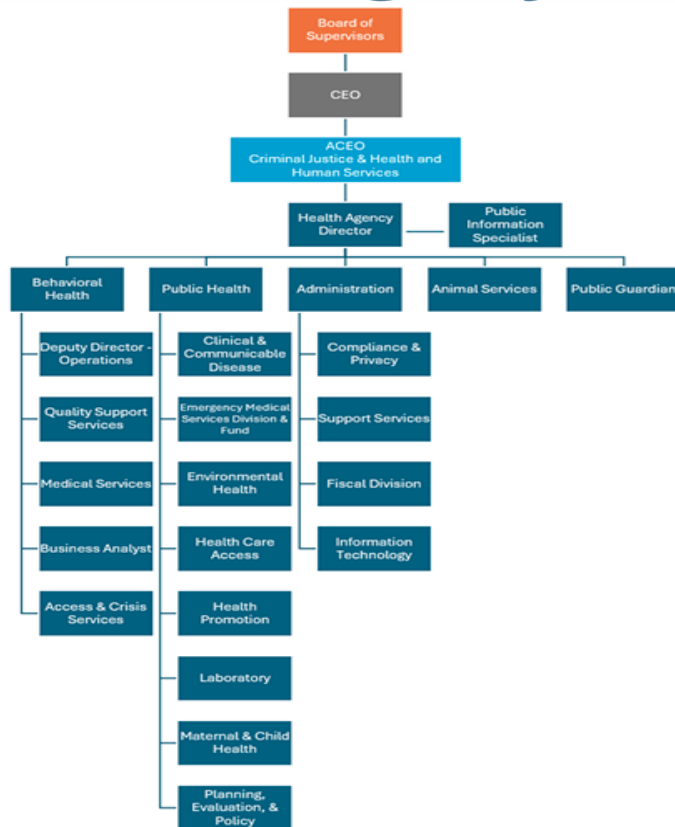 Board of
Supervisors
CEO
ACEO
Criminal Justice & Health and
Human Services
Health Agency
Director
Public
Information
Specialist
Behavioral
Health
Public Health
Administration
Animal Services
Public Guardian
Deputy Director -
Operations
Quality Support
Services
Medical Services
Business Analyst
Access & Crisis
Services
Clinical &
Communicable
Disease
Emergency Medical
Services Division &
Fund
Environmental
Health
Health Care
Access
Health
Promotion
Laboratory
Maternal & Child
Health
Planning,
Evaluation, &
Policy
Compliance &
Privacy
Support Services
Fiscal Division
Information
Technology